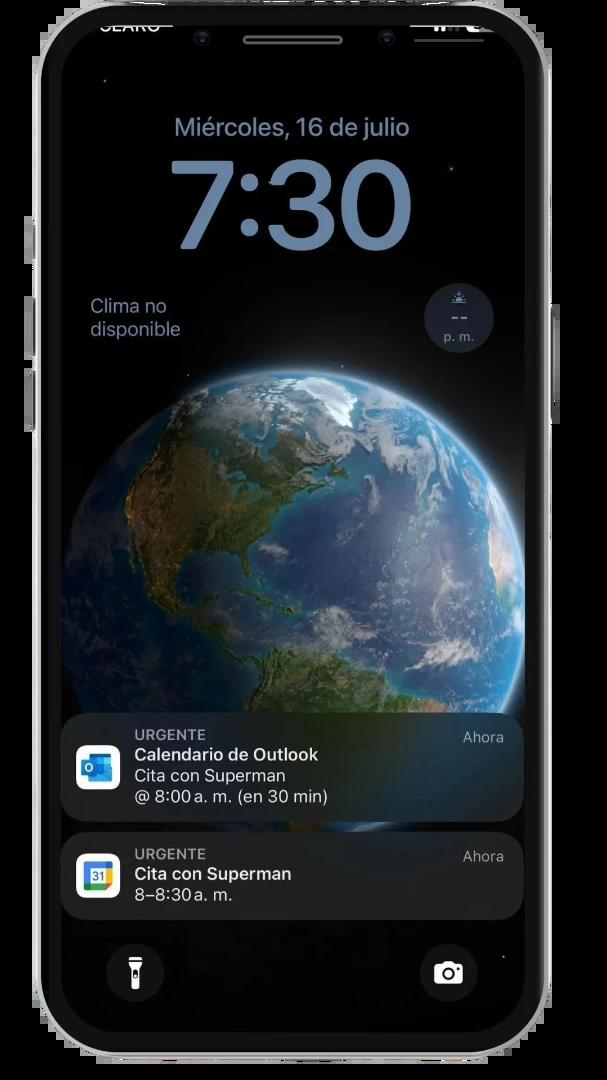 CLARO
Miércoles, 16 de julio
7:30
Clima no
disponible
--
p. m.
URGENTE
Ahora
Calendario de Outlook
Cita con Superman
@ 8:00 a. m. (en 30 min)
URGENTE
Ahora
31
Cita con Superman
8–8:30 a. m.